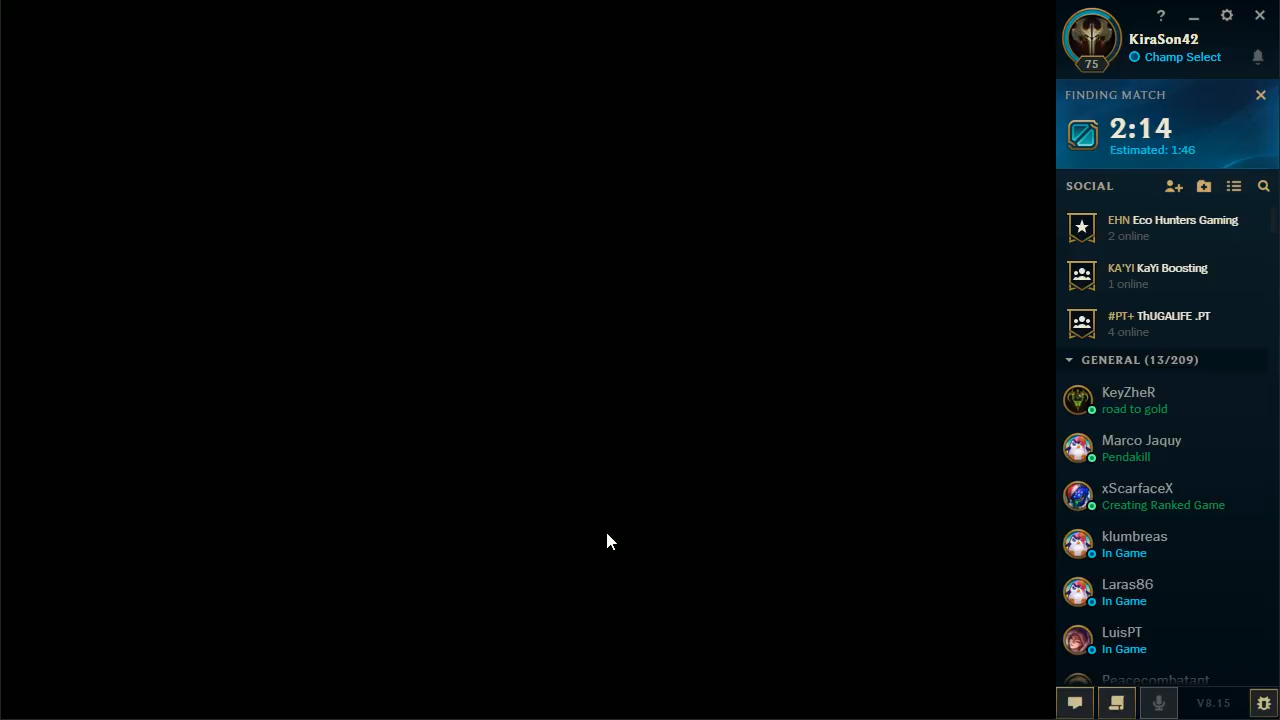 ?
KiraSon42
75
Champ Select
FINDING MATCH
2:14
Estimated: 1:46
SOCIAL
EHN Eco Hunters Gaming
2 online
KA'YI KaYi Boosting
1 online
#PT+ ThUGALIFE .PT
4 online
GENERAL (13/209)
KeyZheR
road to gold
Marco Jaquy
Pendakill
xScarfaceX
Creating Ranked Game
klumbreas
In Game
Laras86
In Game
LuisPT
In Game
Peacecombatant
V8.15